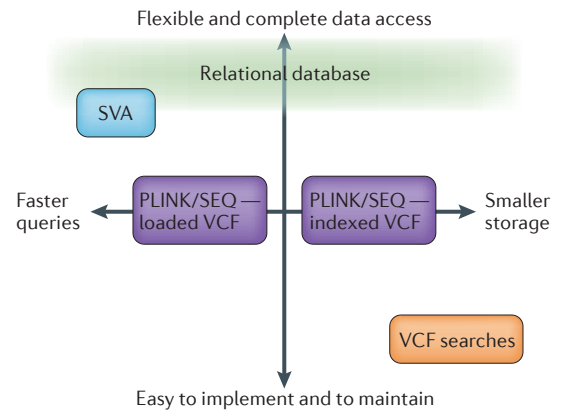 Flexible and complete data access
Relational database
SVA
Faster
queries
PLINK/SEQ —
loaded VCF
PLINK/SEQ —
indexed VCF
Smaller
storage
VCF searches
Easy to implement and to maintain